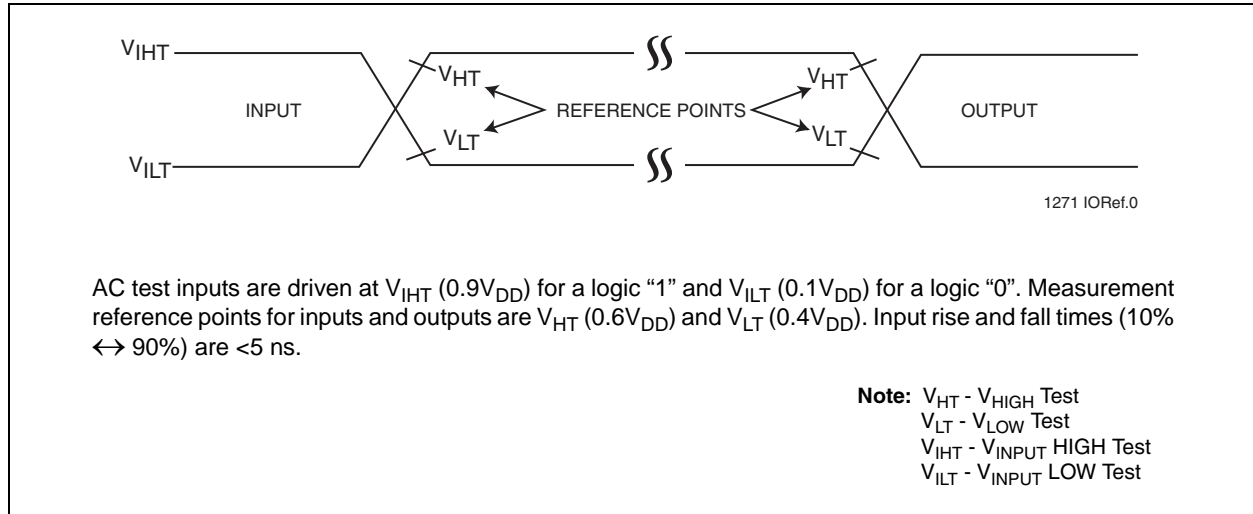 VIHT
VHT VHT
INPUT REFERENCE POINTS OUTPUT
VLT VLT
VILT
1271 IORef.0
AC test inputs are driven at VIHT (0.9VDD) for a logic “1” and VILT (0.1VDD) for a logic “0”. Measurement
reference points for inputs and outputs are VHT (0.6VDD) and VLT (0.4VDD). Input rise and fall times (10%
↔ 90%) are <5 ns.
Note: VHT - VHIGH Test
VLT - VLOW Test
VIHT - VINPUT HIGH Test
VILT - VINPUT LOW Test